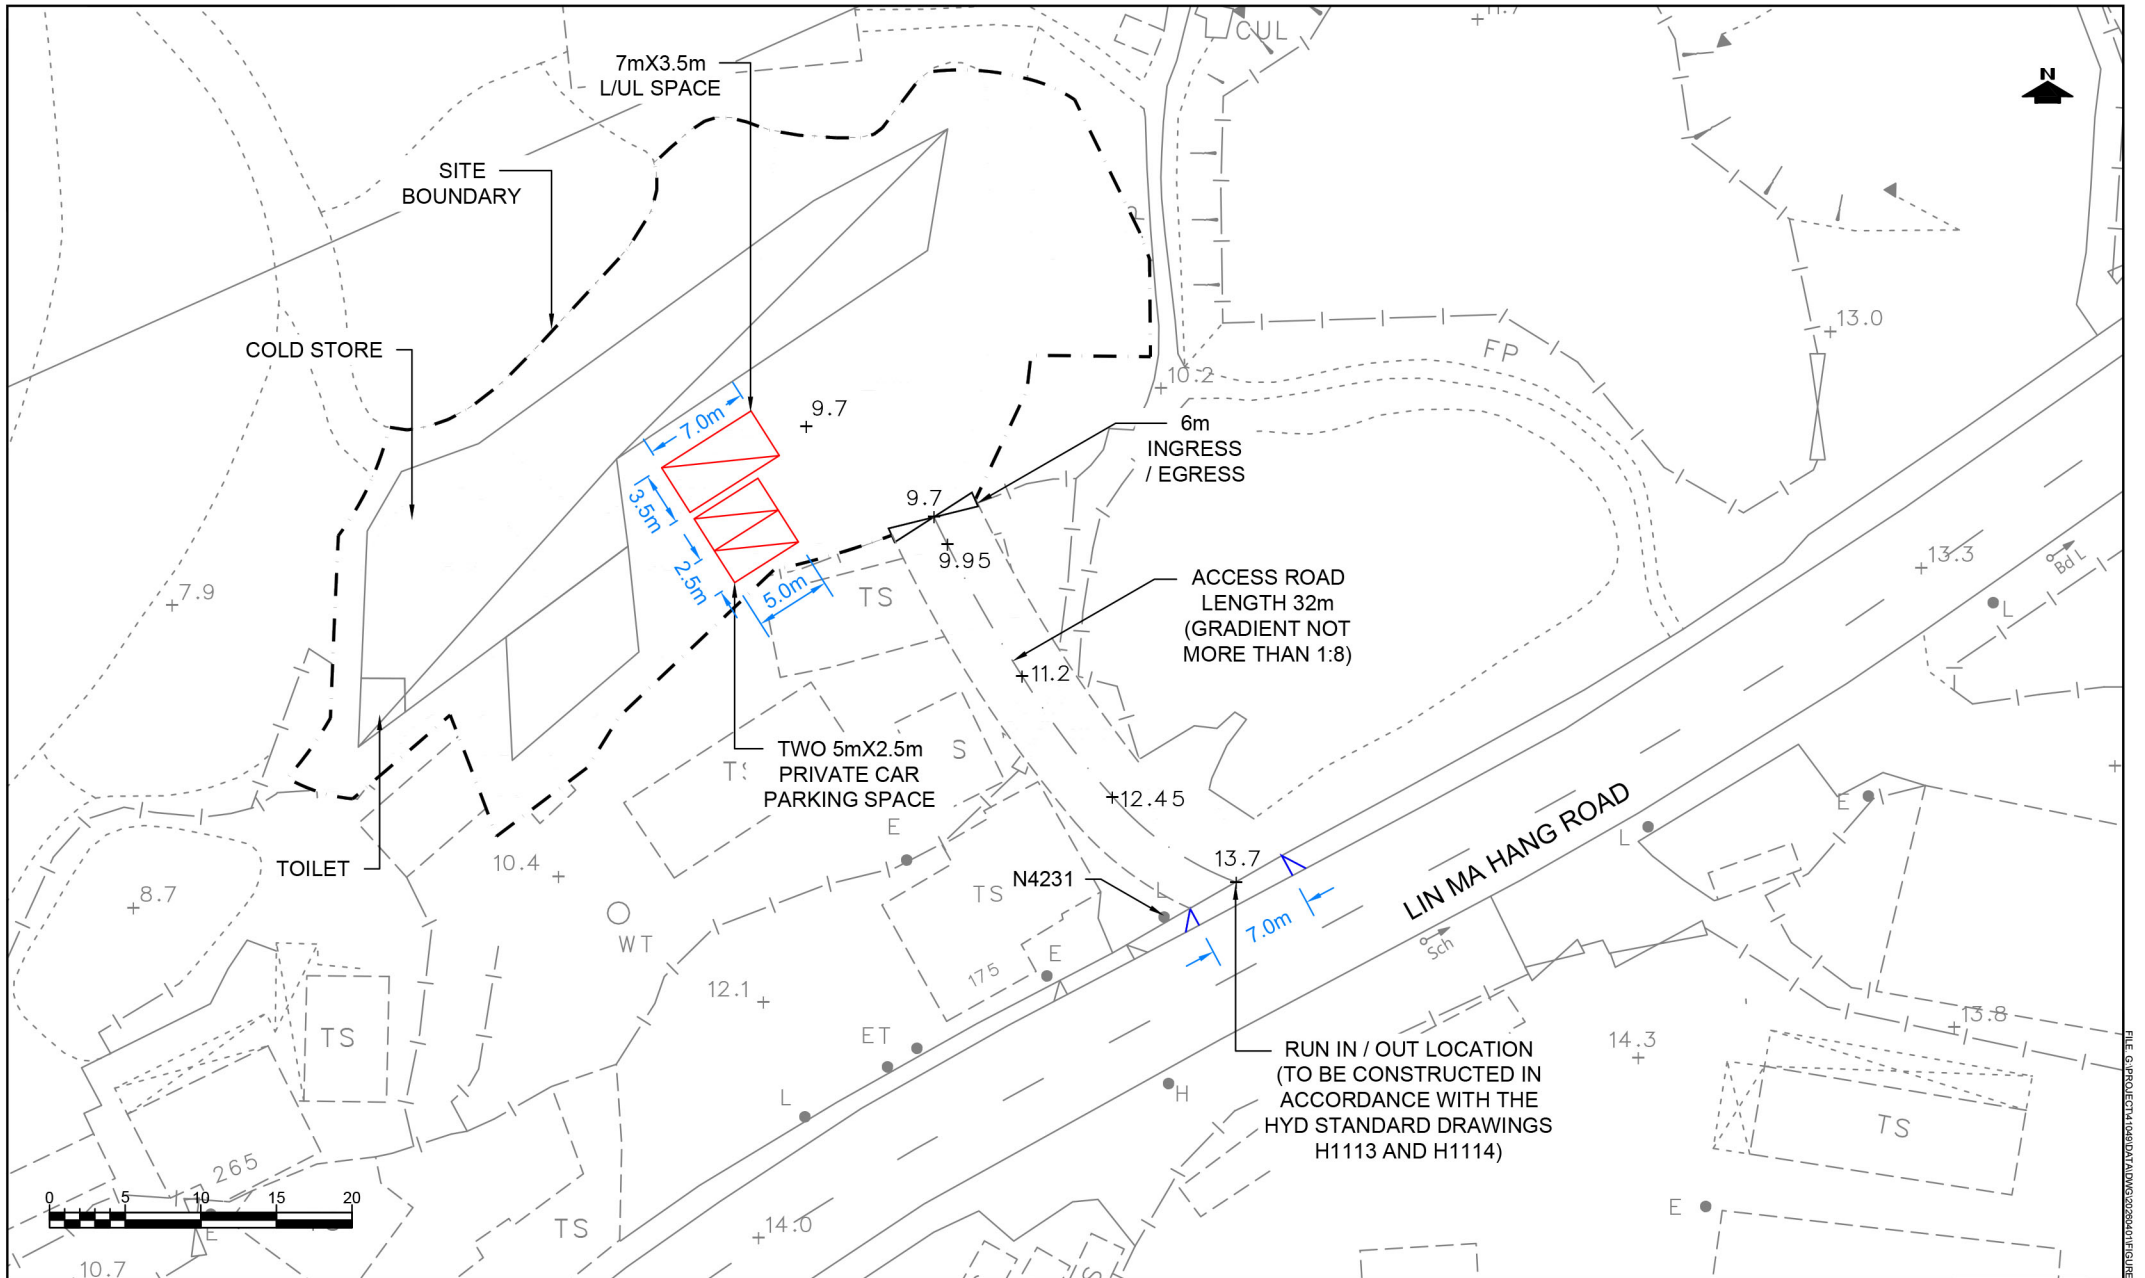 CUL
11.7
7mX3.5m
L/UL SPACE
N
SITE
BOUNDARY
COLD STORE
13.0
FP
10.2
7.0m
9.7
6m
INGRESS
/ EGRESS
3.5m
9.7
9.95
2.5m
5.0m
TS
7.9
ACCESS ROAD
LENGTH 32m
(GRADIENT NOT
MORE THAN 1:8)
13.3
Bd L
L
11.2
TWO 5mX2.5m
PRIVATE CAR
PARKING SPACE
S
12.45
LIN MA HANG ROAD
E
L
E
TOILET
10.4
13.7
N4231
L
TS
8.7
WT
7.0m
Sch
E
175
12.1
ET
TS
13.8
RUN IN / OUT LOCATION
(TO BE CONSTRUCTED IN
ACCORDANCE WITH THE
HYD STANDARD DRAWINGS
H1113 AND H1114)
14.3
H
L
TS
265
0 5 10 15 20
E
TS
14.0
E
10.7